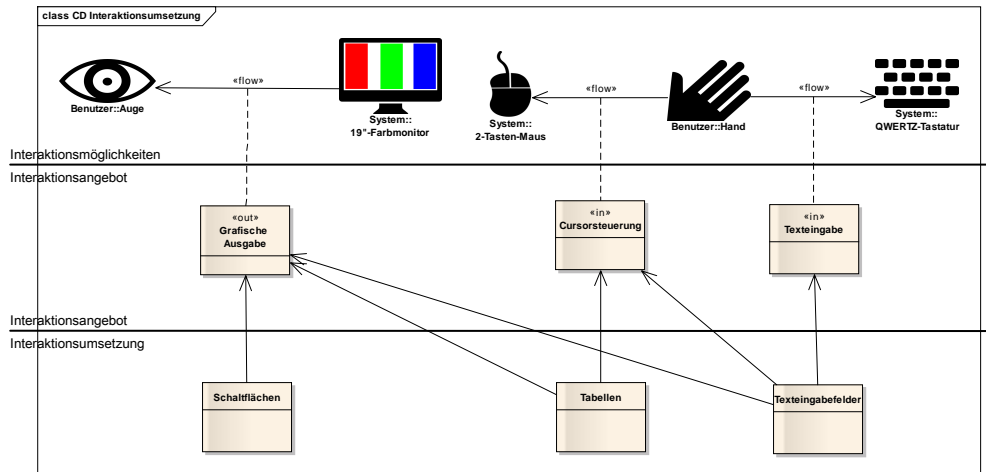 class CD Interaktionsumsetzung
«flow»
«flow»
«flow»
Benutzer::Auge
System::
19"-Farbmonitor
System::
2-Tasten-Maus
Benutzer::Hand
System::
QWERTZ-Tastatur
Interaktionsmöglichkeiten
Interaktionsangebot
«out»
Grafische
Ausgabe
«in»
Cursorsteuerung
«in»
Texteingabe
Interaktionsangebot
Interaktionsumsetzung
Schaltflächen
Tabellen
Texteingabefelder